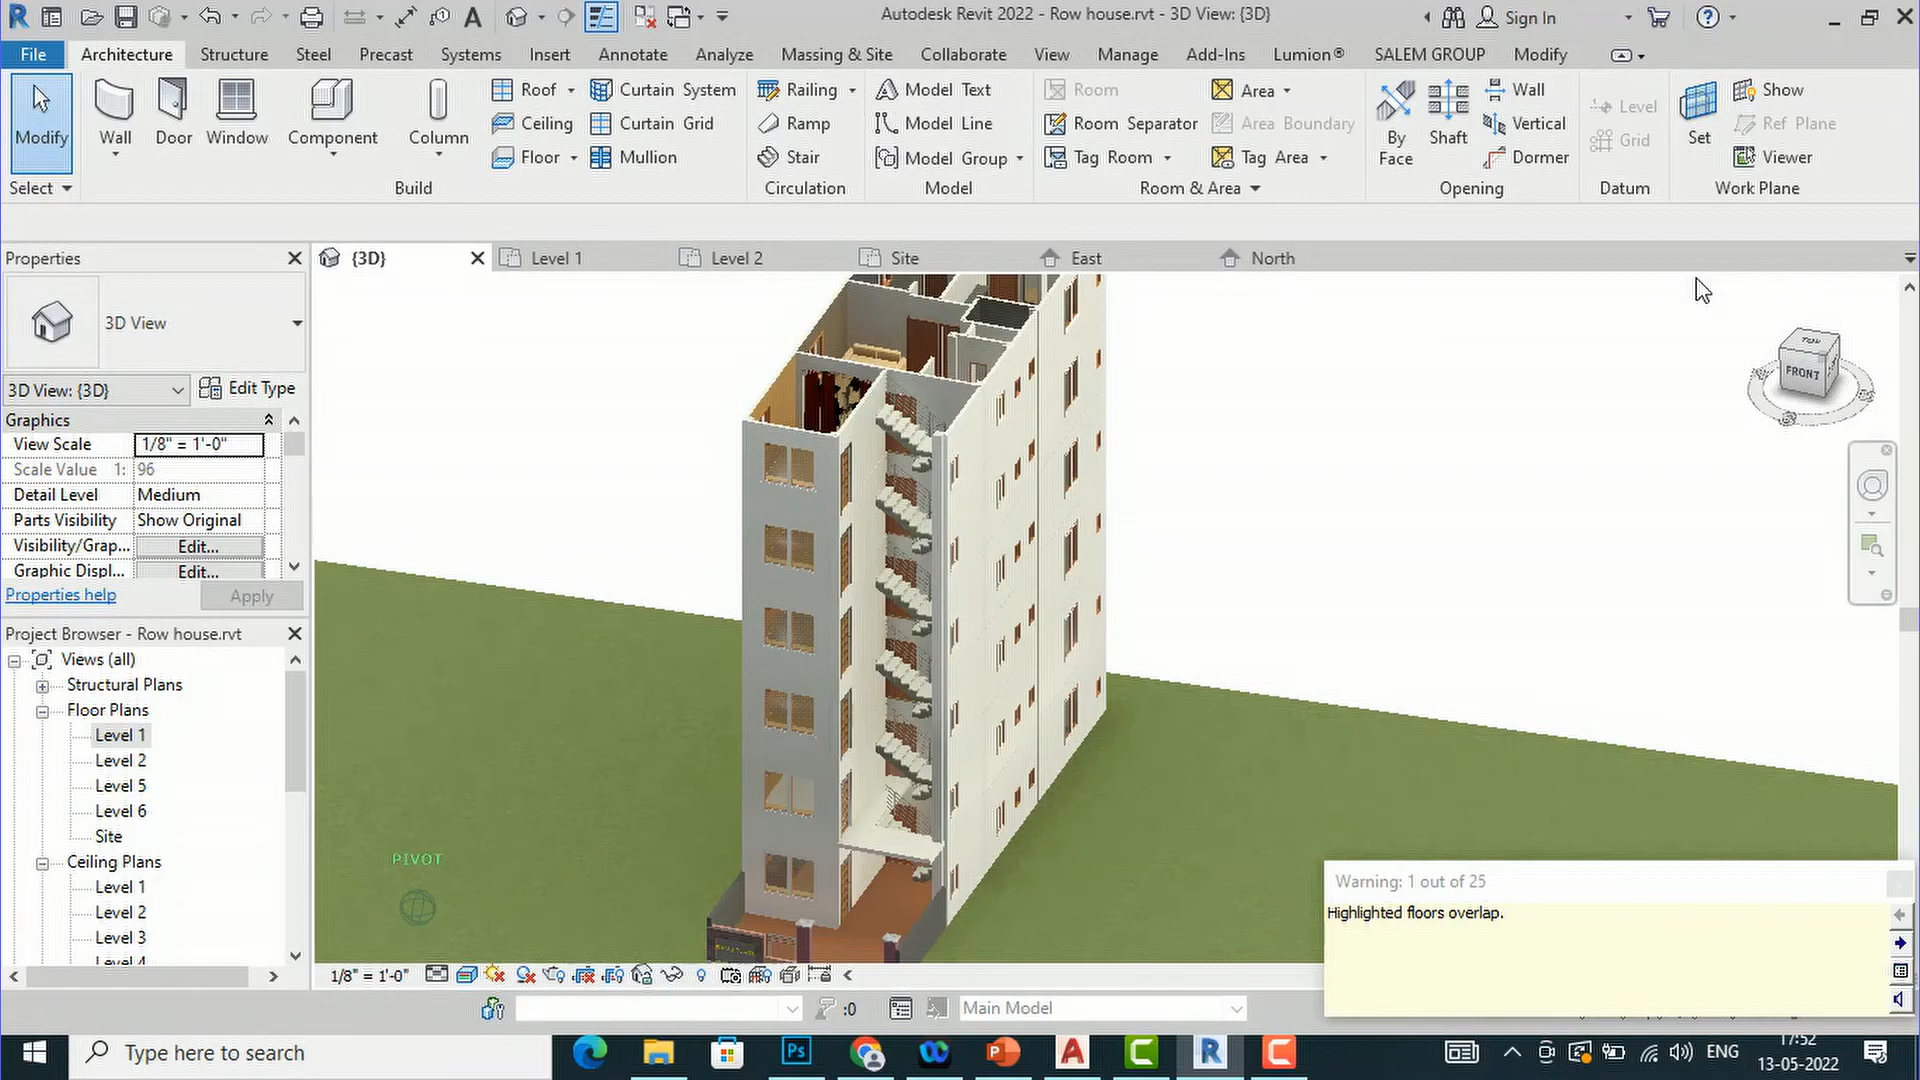 Autodesk Revit 2022 - Row house.rvt - 3D View: {3D}
Sign In
File Architecture Structure Steel Precast Systems Insert Annotate Analyze Massing & Site Collaborate View Manage Add-Ins Lumion® SALEM GROUP Modify
Modify
Select
Wall
Door
Window
Component
Column
Roof
Ceiling
Floor
Curtain System
Curtain Grid
Mullion
Build
Railing
Ramp
Stair
Circulation
Model Text
Model Line
Model Group
Model
Room
Room Separator
Tag Room
Area
Area Boundary
Tag Area
Room & Area
By Face
Shaft
Wall
Vertical
Dormer
Opening
Level
Grid
Datum
Set
Show
Ref Plane
Viewer
Work Plane
Properties
{3D}
Level 1
Level 2
Site
East
North
3D View
3D View: {3D}
Edit Type
Graphics
View Scale 1/8" = 1'-0"
Scale Value 1: 96
Detail Level Medium
Parts Visibility Show Original
Visibility/Grap... Edit...
Graphic Displ... Edit...
Properties help
Apply
Project Browser - Row house.rvt
Views (all)
Structural Plans
Floor Plans
Level 1
Level 2
Level 5
Level 6
Site
Ceiling Plans
Level 1
Level 2
Level 3
Level 4
TOP
FRONT
PIVOT
Warning: 1 out of 25
Highlighted floors overlap.
1/8" = 1'-0"
:0
Main Model
Type here to search
ENG
17:52
13-05-2022